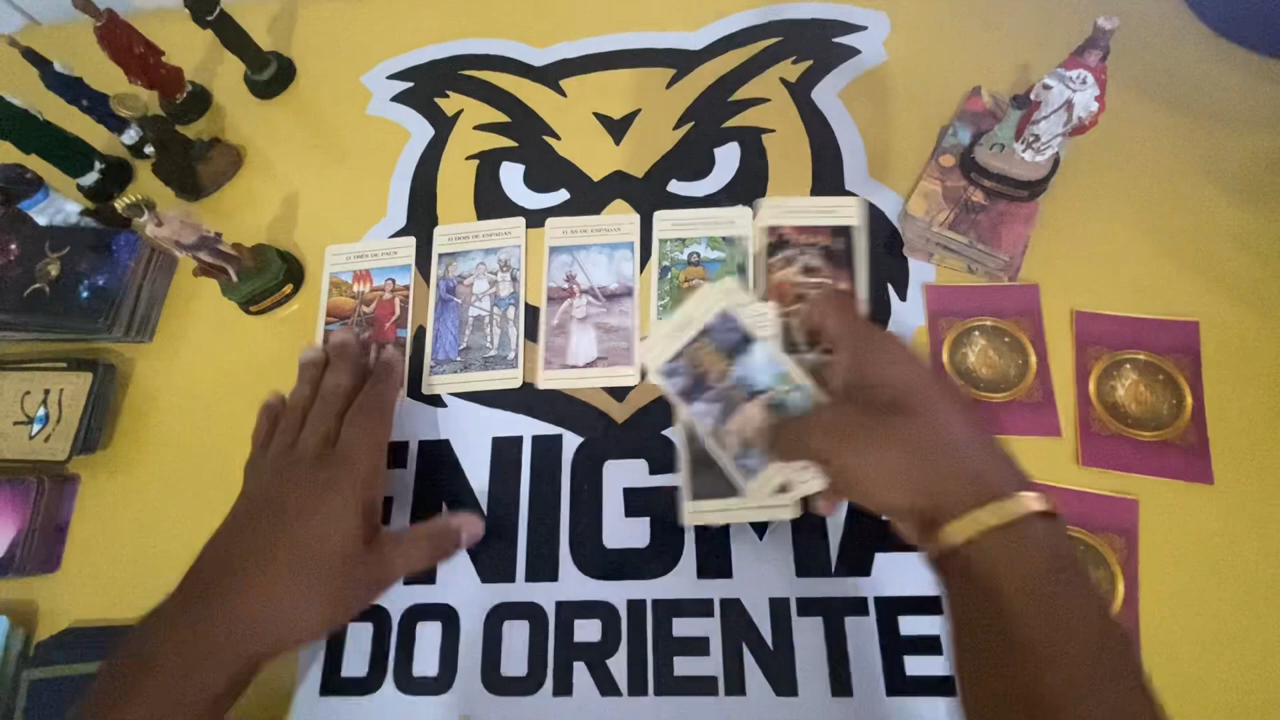 O TRÊS DE PAUS
O DOIS DE ESPADAS
O ÁS DE ESPADAS
ENIGMA
DO ORIENTE